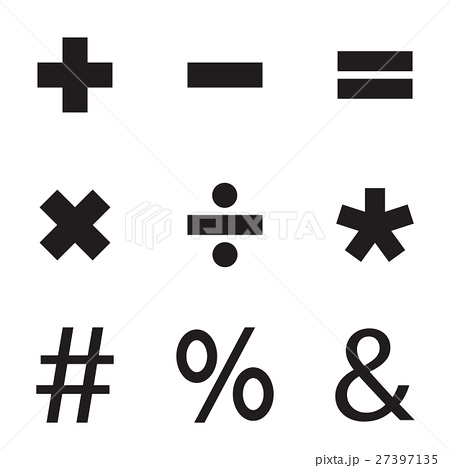 + - =
× ÷ *
# % &
PIXTA
pixta.jp - 27397135